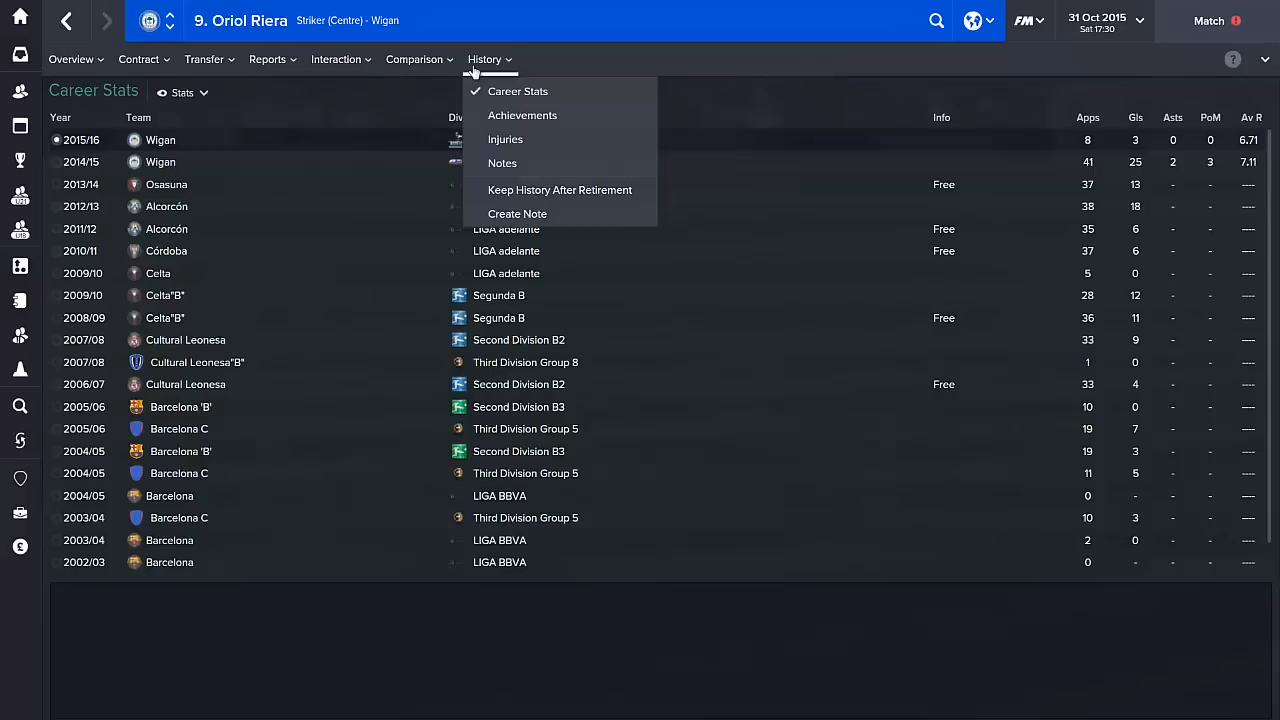 9. Oriol Riera Striker (Centre) - Wigan FM 31 Oct 2015 Sat 17:30 Match
Overview Contract Transfer Reports Interaction Comparison History ?
Career Stats Stats
Career Stats
Achievements
Injuries
Notes
Keep History After Retirement
Create Note
Year Team Div Info Apps Gls Asts PoM Av R
2015/16 Wigan 8 3 0 0 6.71
2014/15 Wigan 41 25 2 3 7.11
2013/14 Osasuna Free 37 13 - - ----
2012/13 Alcorcón 38 18 - - ----
2011/12 Alcorcón LIGA adelante Free 35 6 - - ----
2010/11 Córdoba LIGA adelante Free 37 6 - - ----
2009/10 Celta LIGA adelante 5 0 - - ----
2009/10 Celta"B" Segunda B 28 12 - - ----
2008/09 Celta"B" Segunda B Free 36 11 - - ----
2007/08 Cultural Leonesa Second Division B2 33 9 - - ----
2007/08 Cultural Leonesa"B" Third Division Group 8 1 0 - - ----
2006/07 Cultural Leonesa Second Division B2 Free 33 4 - - ----
2005/06 Barcelona 'B' Second Division B3 10 0 - - ----
2005/06 Barcelona C Third Division Group 5 19 7 - - ----
2004/05 Barcelona 'B' Second Division B3 19 3 - - ----
2004/05 Barcelona C Third Division Group 5 11 5 - - ----
2004/05 Barcelona LIGA BBVA 0 - - - ----
2003/04 Barcelona C Third Division Group 5 10 3 - - ----
2003/04 Barcelona LIGA BBVA 2 0 - - ----
2002/03 Barcelona LIGA BBVA 0 - - - ----